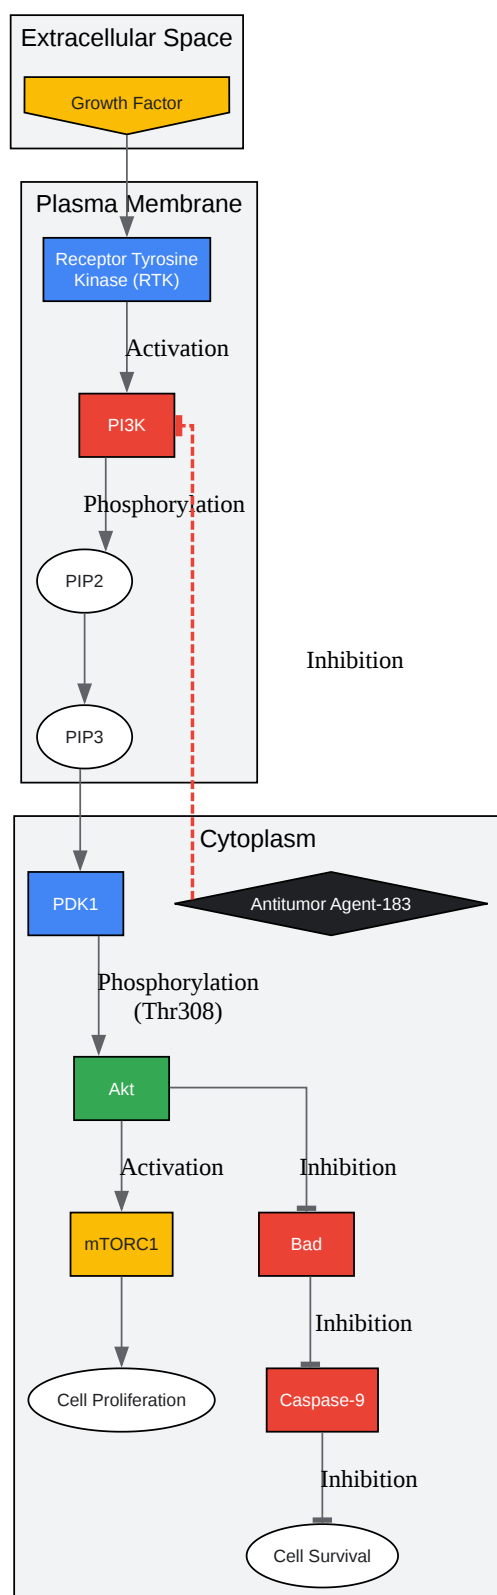 Extracellular Space
Growth Factor
Plasma Membrane
Receptor Tyrosine
Kinase (RTK)
Activation
PI3K
Phosphorylation
PIP2
Inhibition
PIP3
Cytoplasm
PDK1
Antitumor Agent-183
Phosphorylation
(Thr308)
Akt
Activation
Inhibition
mTORC1
Bad
Inhibition
Cell Proliferation
Caspase-9
Inhibition
Cell Survival